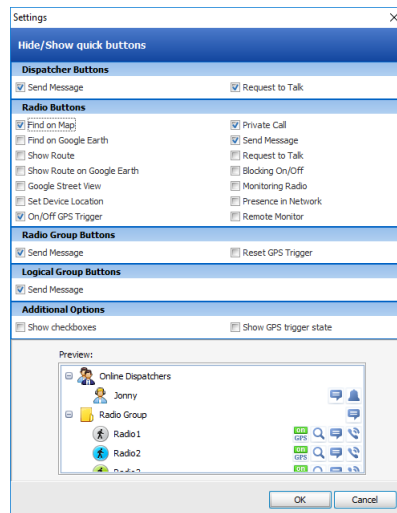 Settings
Hide/Show quick buttons
Dispatcher Buttons
Send Message Request to Talk
Radio Buttons
Find on Map Private Call
Find on Google Earth Send Message
Show Route Request to Talk
Show Route on Google Earth Blocking On/Off
Google Street View Monitoring Radio
Set Device Location Presence in Network
On/Off GPS Trigger Remote Monitor
Radio Group Buttons
Send Message Reset GPS Trigger
Logical Group Buttons
Send Message
Additional Options
Show checkboxes Show GPS trigger state
Preview:
Online Dispatchers
Jonny
Radio Group
Radio1 on GPS
Radio2 on GPS
OK Cancel